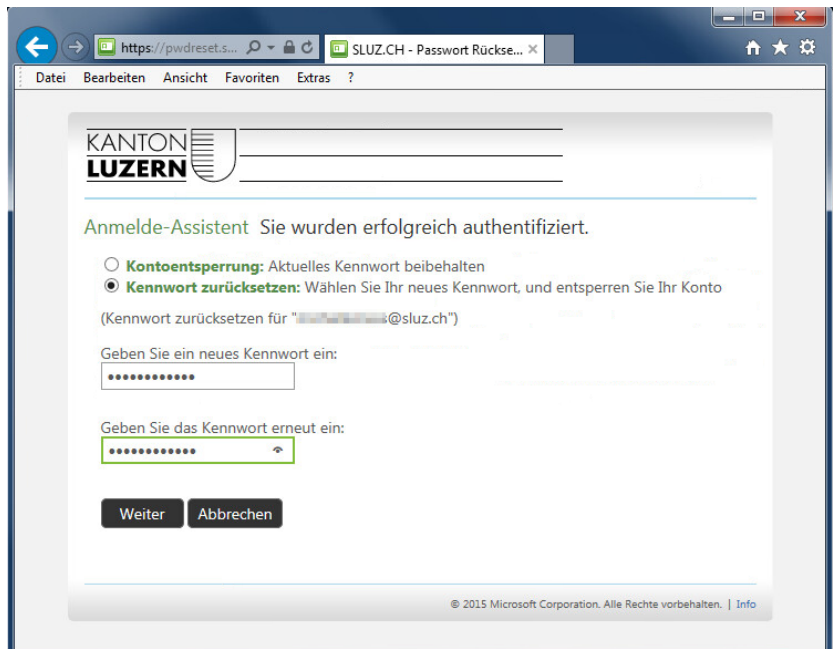 https://pwdreset.s...
SLUZ.CH - Passwort Rückse...
Datei Bearbeiten Ansicht Favoriten Extras ?
KANTON
LUZERN
Anmelde-Assistent Sie wurden erfolgreich authentifiziert.
Kontoentsperrung: Aktuelles Kennwort beibehalten
Kennwort zurücksetzen: Wählen Sie Ihr neues Kennwort, und entsperren Sie Ihr Konto
(Kennwort zurücksetzen für "@sluz.ch")
Geben Sie ein neues Kennwort ein:
••••••••••••
Geben Sie das Kennwort erneut ein:
••••••••••••
Weiter Abbrechen
© 2015 Microsoft Corporation. Alle Rechte vorbehalten. | Info